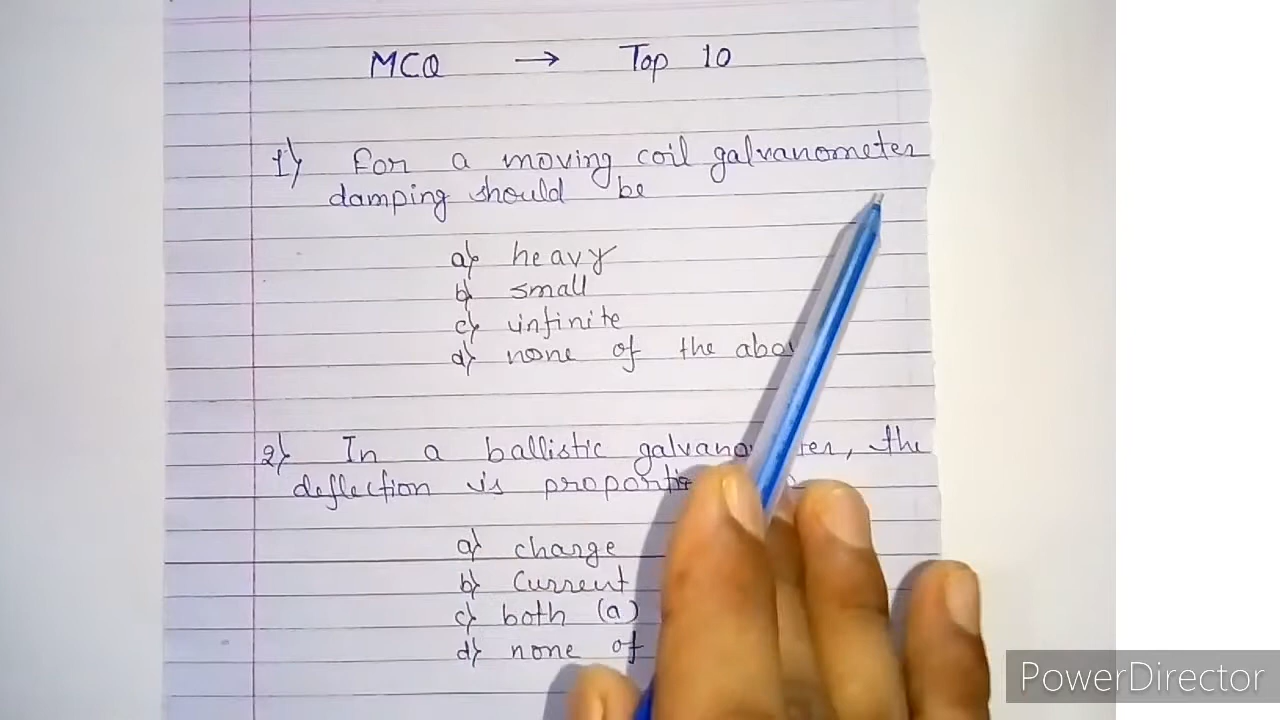 MCQ → Top 10
1) For a moving coil galvanometer
damping should be
a) heavy
b) small
c) infinite
d) none of the
2) In a ballistic the
deflection is
a) charge
b) current
c) both (a)
d) none of
PowerDirector